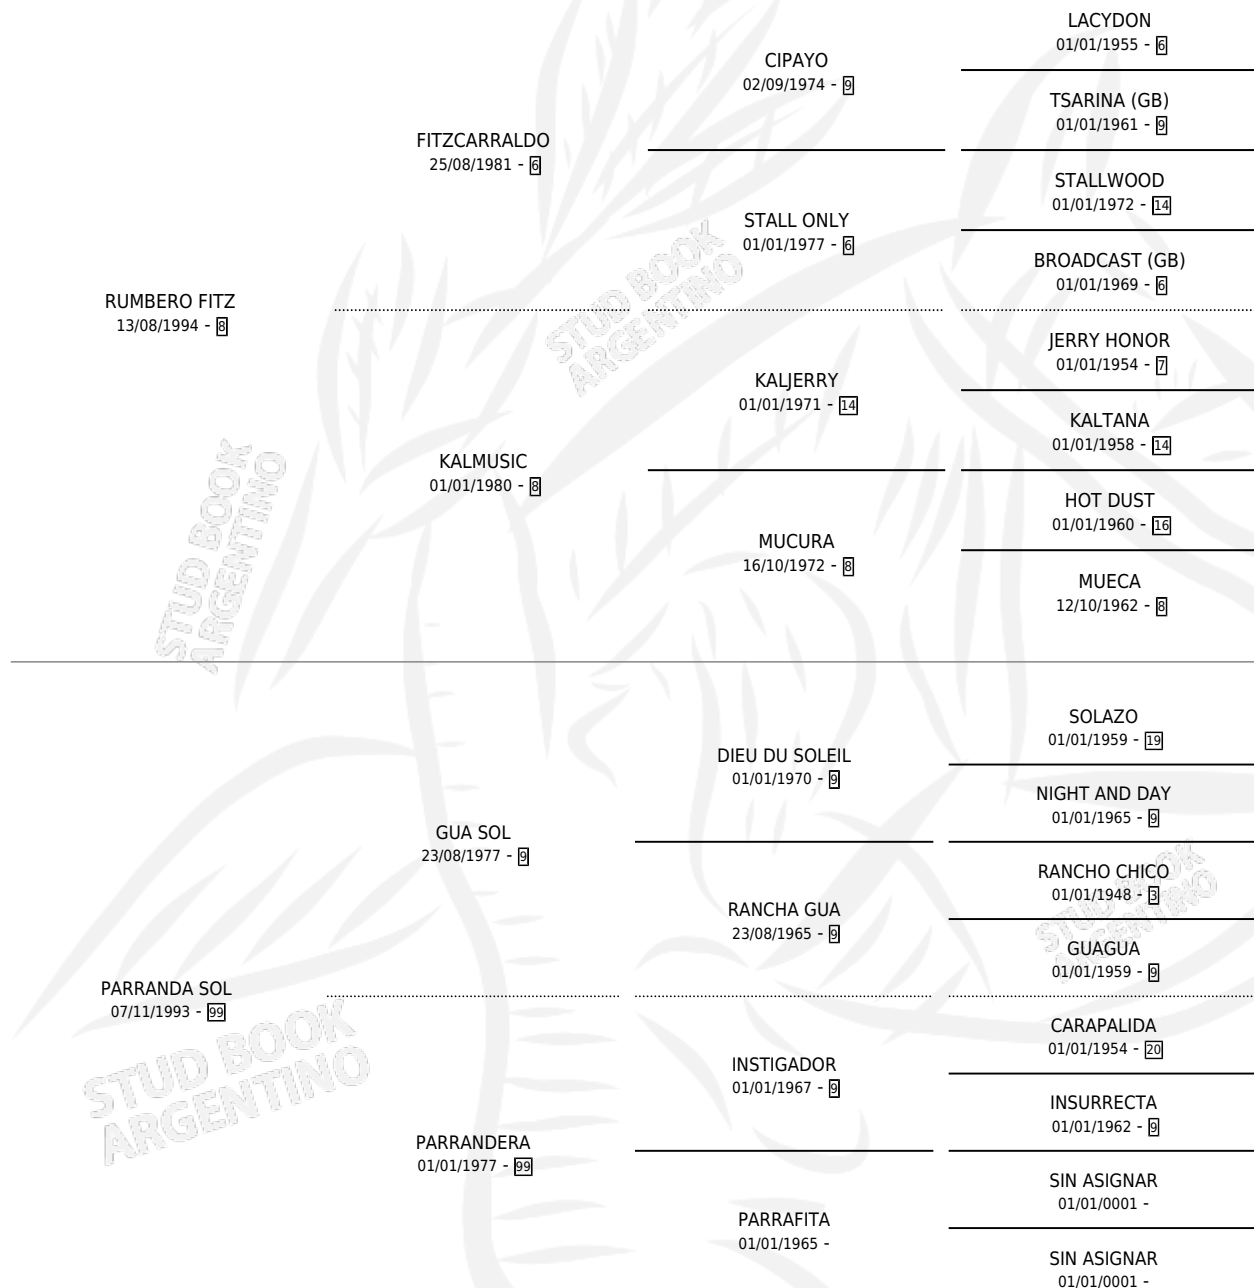 LACYDON
01/01/1955 - 6
CIPAYO
02/09/1974 - 9
TSARINA (GB)
01/01/1961 - 9
FITZCARRALDO
25/08/1981 - 6
STALLWOOD
01/01/1972 - 14
STALL ONLY
01/01/1977 - 6
BROADCAST (GB)
01/01/1969 - 6
RUMBERO FITZ
13/08/1994 - 8
JERRY HONOR
01/01/1954 - 7
KALJERRY
01/01/1971 - 14
KALTANA
01/01/1958 - 14
KALMUSIC
01/01/1980 - 8
HOT DUST
01/01/1960 - 16
MUCURA
16/10/1972 - 8
MUECA
12/10/1962 - 8
SOLAZO
01/01/1959 - 19
DIEU DU SOLEIL
01/01/1970 - 9
NIGHT AND DAY
01/01/1965 - 9
GUA SOL
23/08/1977 - 9
RANCHO CHICO
01/01/1948 - 3
RANCHA GUA
23/08/1965 - 9
GUAGUA
01/01/1959 - 9
PARRANDA SOL
07/11/1993 - 99
CARAPALIDA
01/01/1954 - 20
INSTIGADOR
01/01/1967 - 9
INSURRECTA
01/01/1962 - 9
PARRANDERA
01/01/1977 - 99
SIN ASIGNAR
01/01/0001 -
PARRAFITA
01/01/1965 -
SIN ASIGNAR
01/01/0001 -
STUD BOOK
ARGENTINO
STUD BOOK
ARGENTINO
STUD BOOK
ARGENTINO
STUD BOOK
ARGENTINO